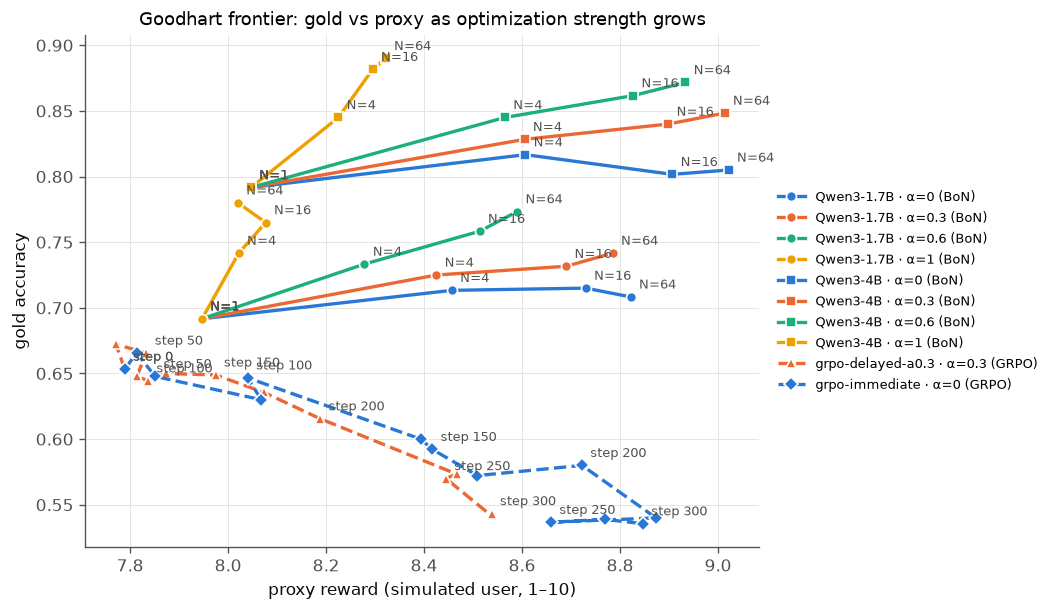 Goodhart frontier: gold vs proxy as optimization strength grows
gold accuracy
0.90
0.85
0.80
0.75
0.70
0.65
0.60
0.55
N=64
N=16
N=4
N=1
N=64
N=16
N=4
N=64
N=16
N=4
N=64
N=16
N=4
N=64
N=16
N=4
N=1
N=64
N=16
N=4
N=64
N=16
N=4
N=64
N=16
N=4
step 50
step 0
step 50
step 100
step 150
step 100
step 200
step 150
step 250
step 200
step 300
step 250
step 300
7.8
8.0
8.2
8.4
8.6
8.8
9.0
proxy reward (simulated user, 1–10)
Qwen3-1.7B · α=0 (BoN)
Qwen3-1.7B · α=0.3 (BoN)
Qwen3-1.7B · α=0.6 (BoN)
Qwen3-1.7B · α=1 (BoN)
Qwen3-4B · α=0 (BoN)
Qwen3-4B · α=0.3 (BoN)
Qwen3-4B · α=0.6 (BoN)
Qwen3-4B · α=1 (BoN)
grpo-delayed-a0.3 · α=0.3 (GRPO)
grpo-immediate · α=0 (GRPO)